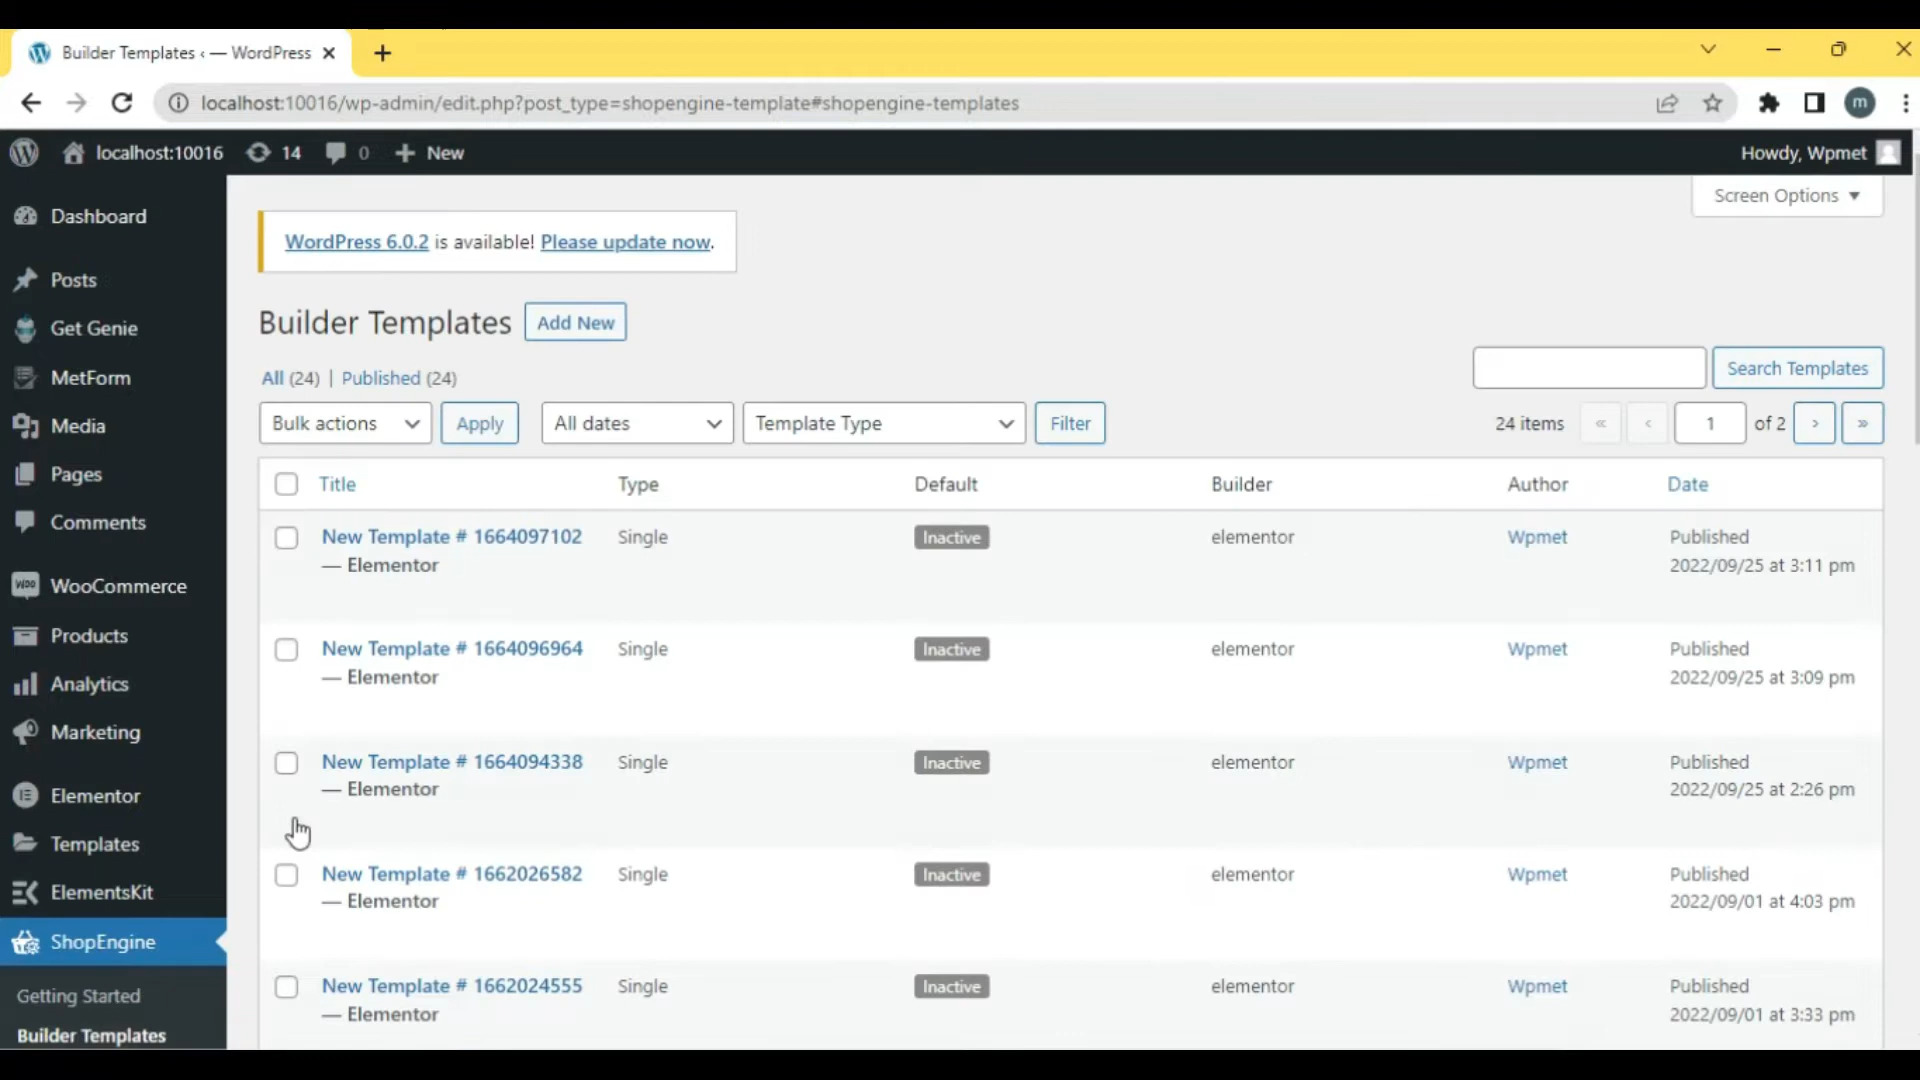 Builder Templates ‹ — WordPress
localhost:10016/wp-admin/edit.php?post_type=shopengine-template#shopengine-templates
m
localhost:10016 14 0 New
Howdy, Wpmet
Screen Options
Dashboard
Posts
Get Genie
MetForm
Media
Pages
Comments
WooCommerce
Products
Analytics
Marketing
Elementor
Templates
ElementsKit
ShopEngine
Getting Started
Builder Templates
WordPress 6.0.2 is available! Please update now.
Builder Templates Add New
All (24) | Published (24)
Search Templates
Bulk actions Apply All dates Template Type Filter 24 items « ‹ 1 of 2 › »
Title Type Default Builder Author Date
New Template # 1664097102 Single Inactive elementor Wpmet Published
— Elementor 2022/09/25 at 3:11 pm
New Template # 1664096964 Single Inactive elementor Wpmet Published
— Elementor 2022/09/25 at 3:09 pm
New Template # 1664094338 Single Inactive elementor Wpmet Published
— Elementor 2022/09/25 at 2:26 pm
New Template # 1662026582 Single Inactive elementor Wpmet Published
— Elementor 2022/09/01 at 4:03 pm
New Template # 1662024555 Single Inactive elementor Wpmet Published
— Elementor 2022/09/01 at 3:33 pm